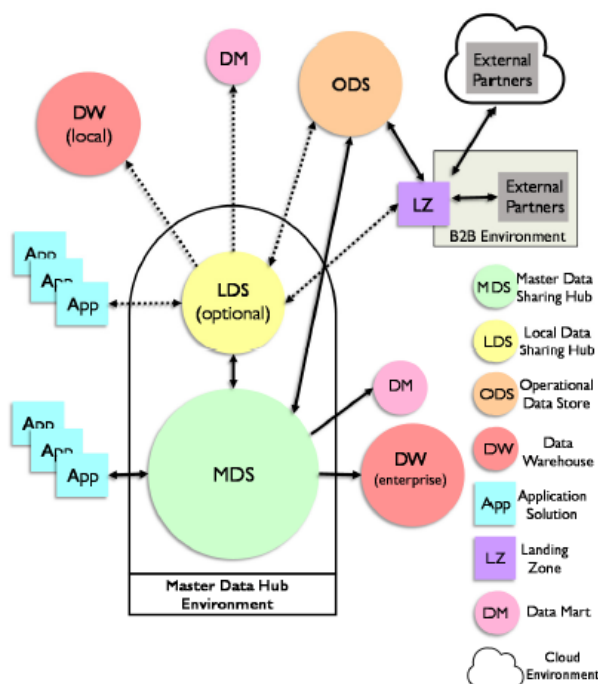 DM
ODS
External
Partners
DW
(local)
LZ
External
Partners
B2B Environment
App
App
App
LDS
(optional)
MDS
Master Data
Sharing Hub
LDS
Local Data
Sharing Hub
ODS
Operational
Data Store
DM
App
App
App
MDS
DW
(enterprise)
DW
Data
Warehouse
App
Application
Solution
LZ
Landing
Zone
Master Data Hub
Environment
DM
Data Mart
Cloud
Environment